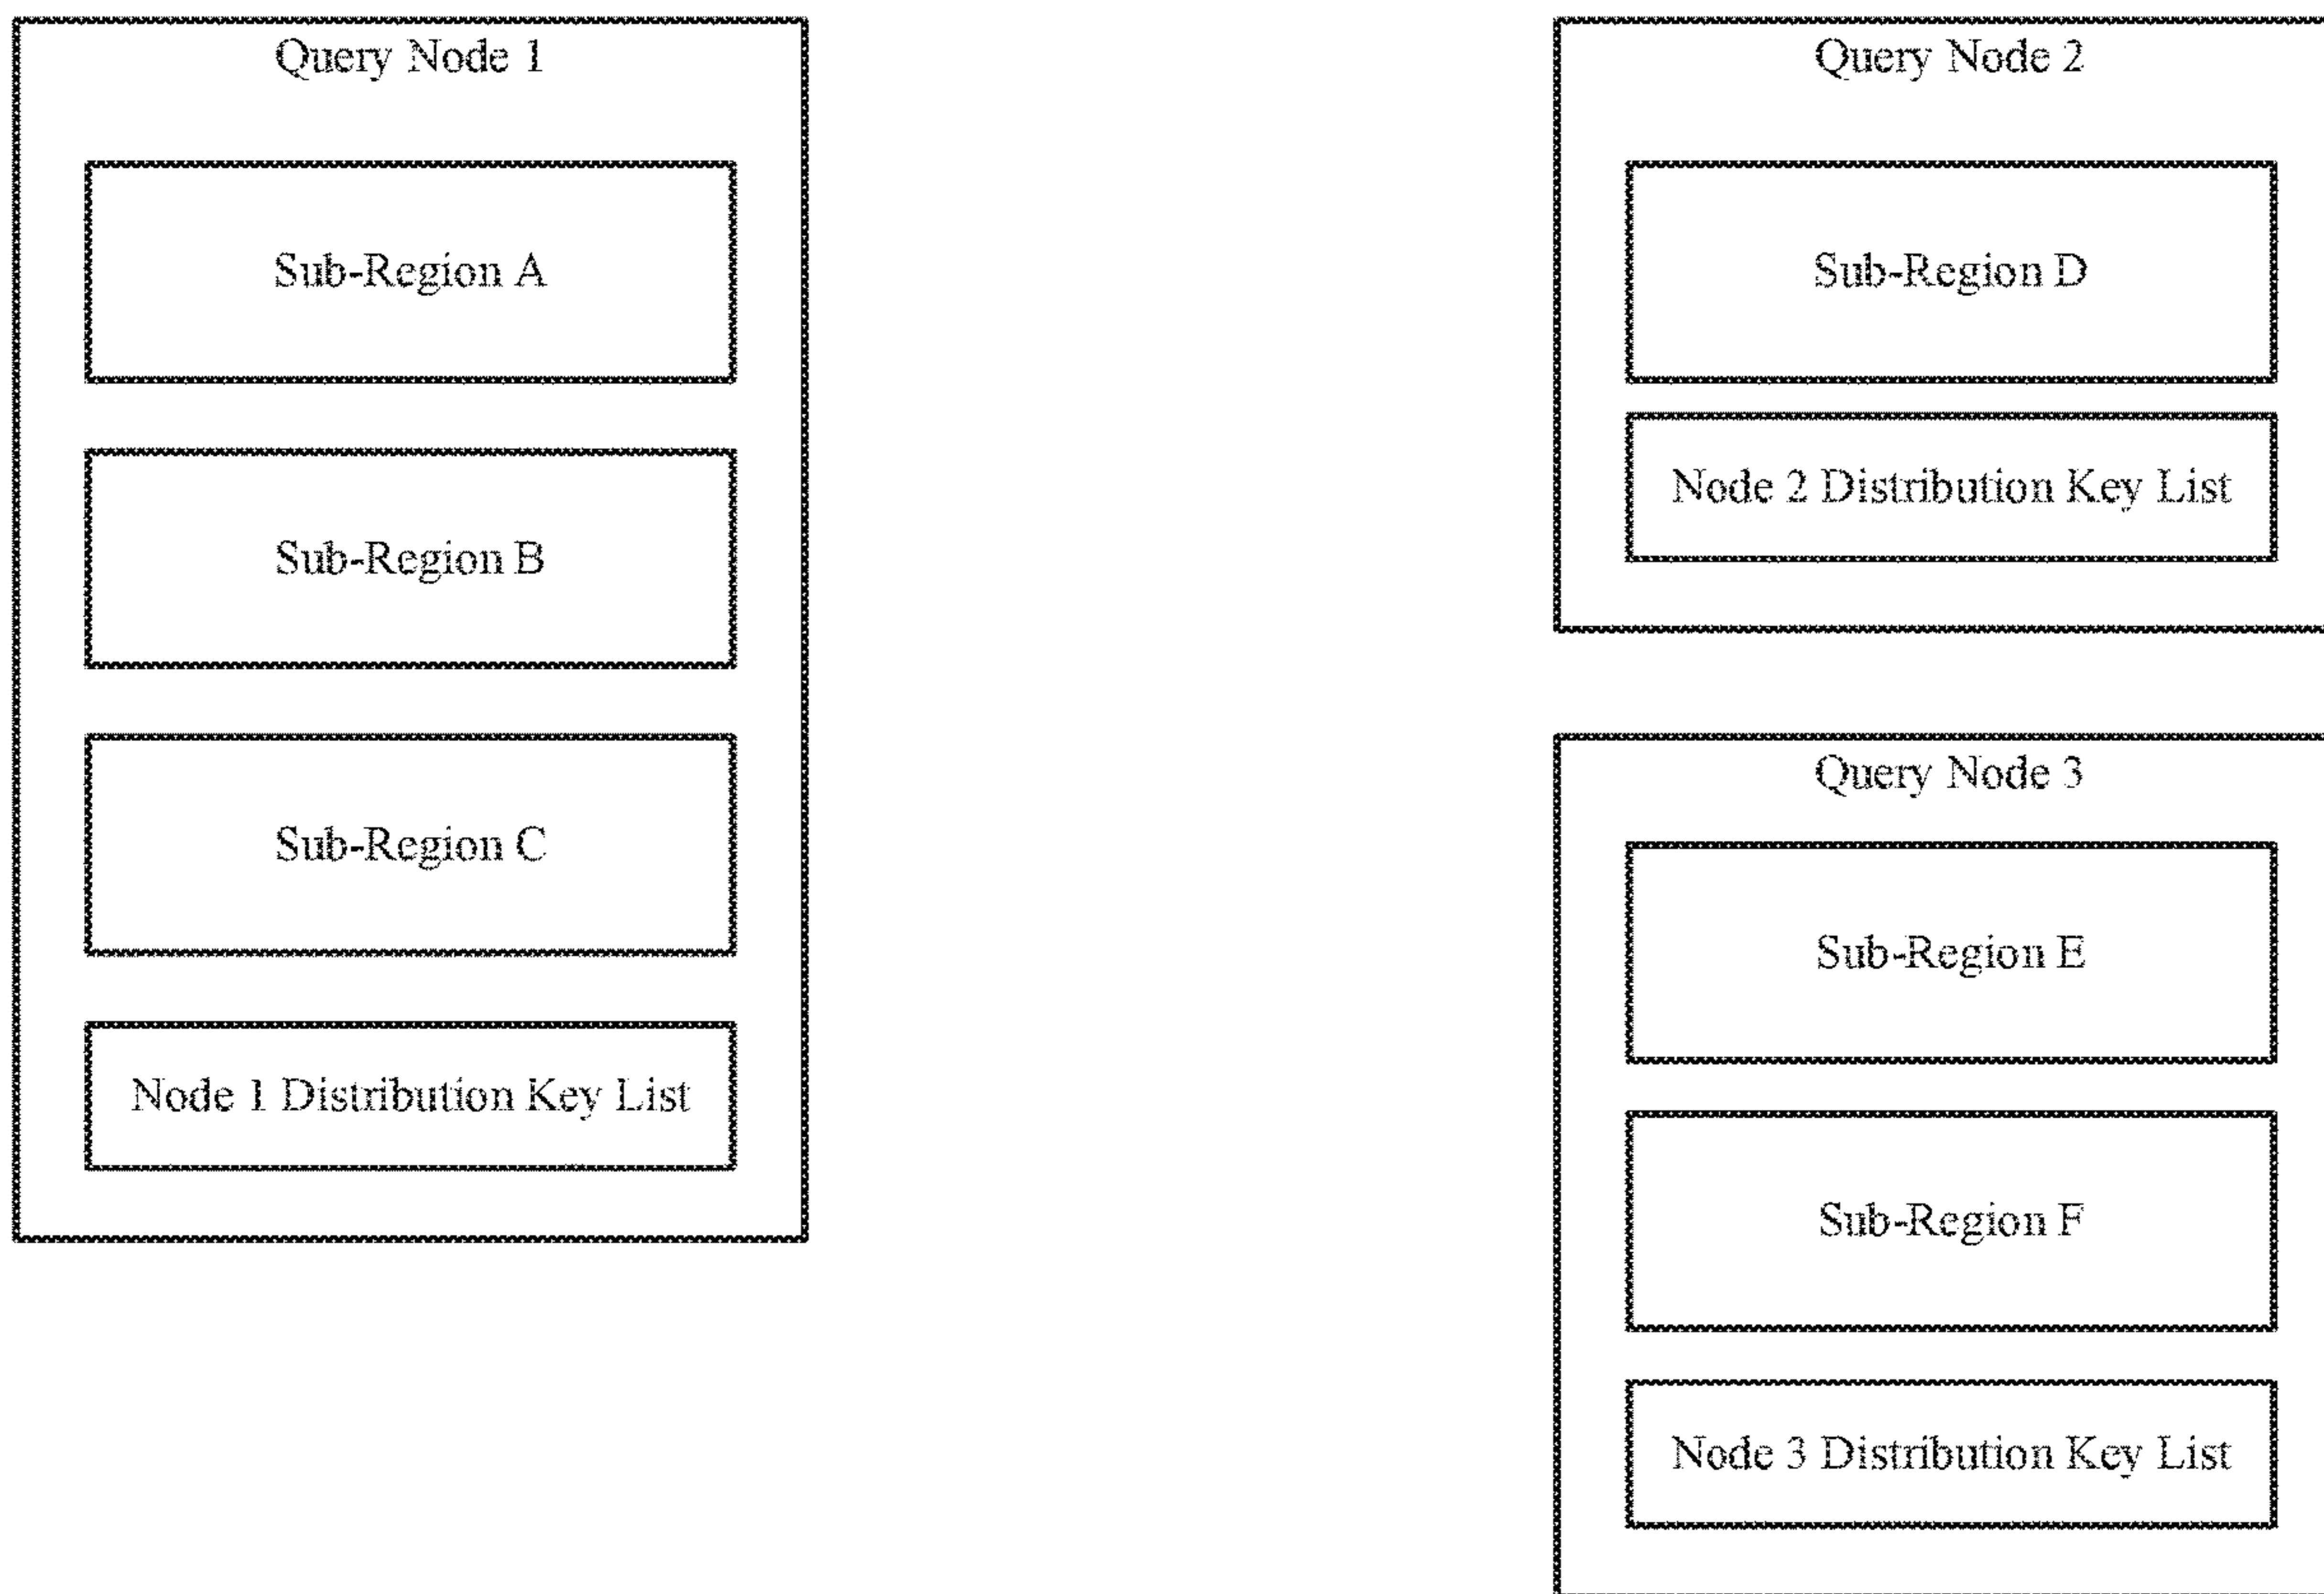 Query Node 1
Sub-Region A
Sub-Region B
Sub-Region C
Node 1 Distribution Key List
Query Node 2
Sub-Region D
Node 2 Distribution Key List
Query Node 3
Sub-Region E
Sub-Region F
Node 3 Distribution Key List